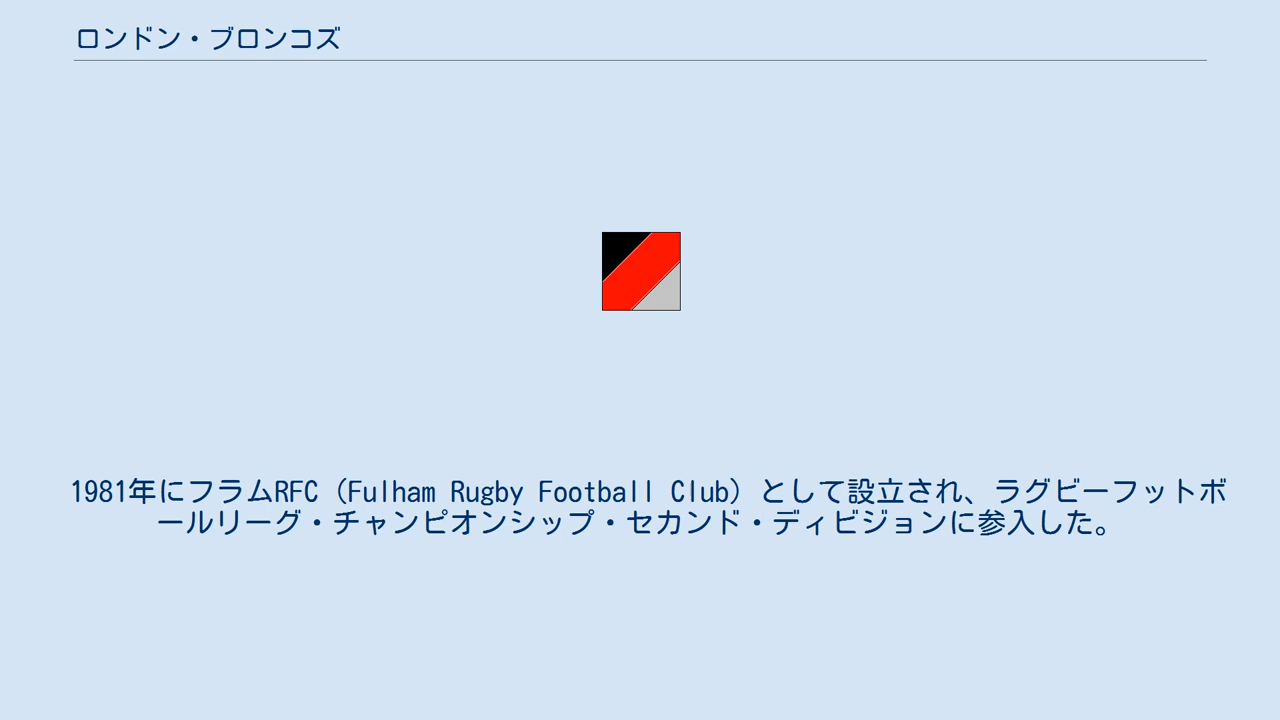 ロンドン・ブロンコズ
1981年にフラムRFC（Fulham Rugby Football Club）として設立され、ラグビーフットボ
ールリーグ・チャンピオンシップ・セカンド・ディビジョンに参入した。